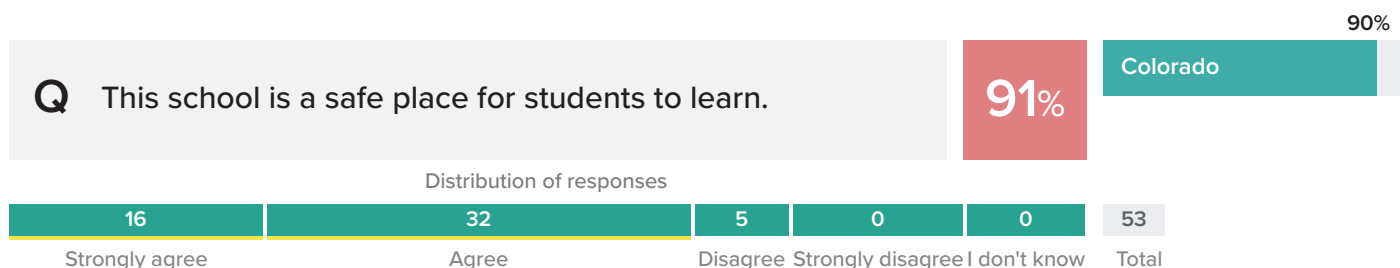 90%
Q This school is a safe place for students to learn.
91%
Colorado
Distribution of responses
16 32 5 0 0 53
Strongly agree Agree Disagree Strongly disagree I don't know Total